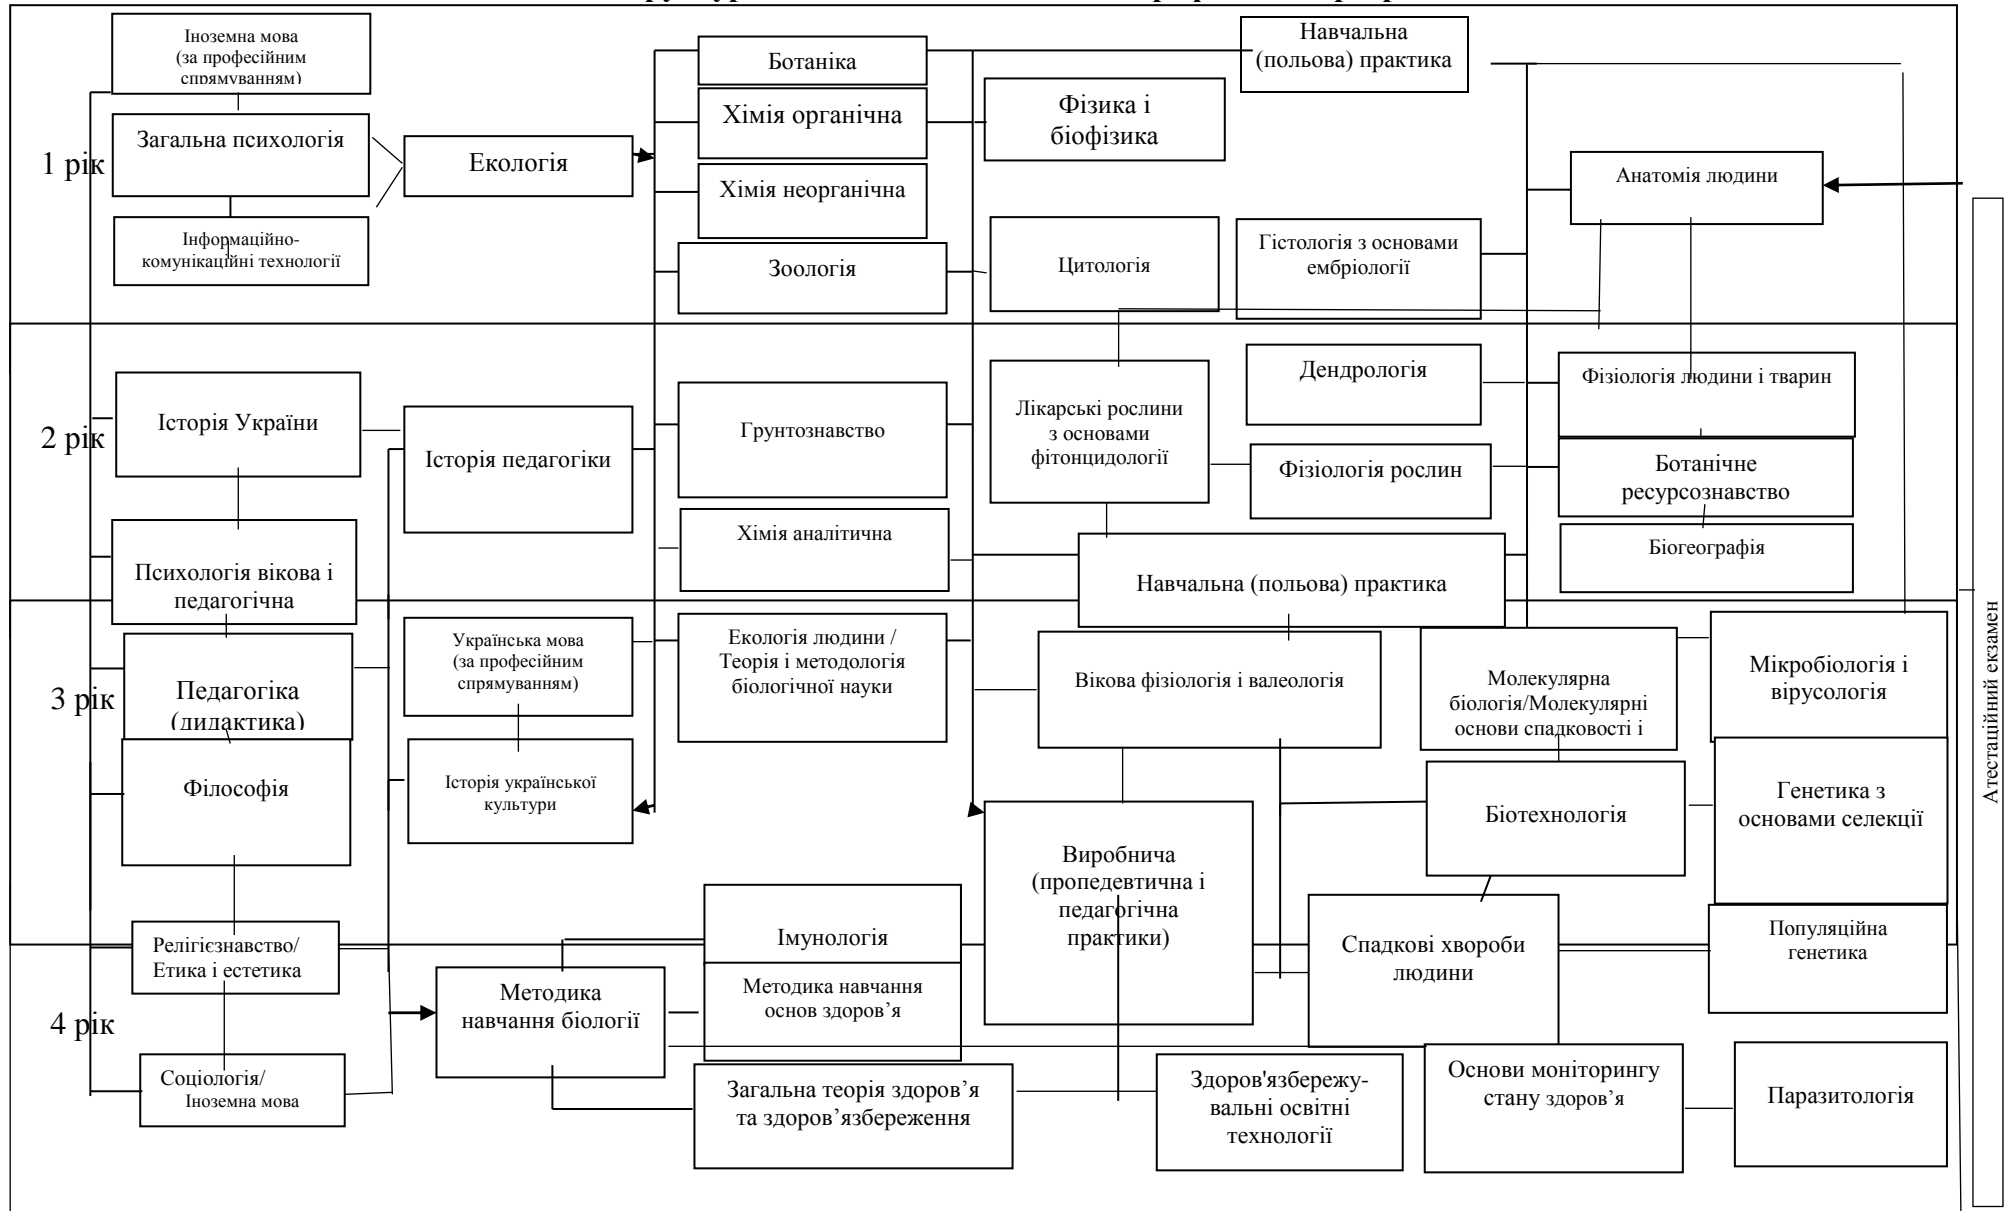 Іноземна мова
(за професійним
спрямуванням)
Ботаніка
Навчальна
(польова) практика
Загальна психологія
Хімія органічна
Фізика і
біофізика
1 рік
Екологія
Хімія неорганічна
Анатомія людини
Інформаційно-
комунікаційні технології
Зоологія
Цитологія
Гістологія з основами
ембріології
2 рік
Історія України
Історія педагогіки
Грунтознавство
Лікарські рослини
з основами
фітонцидології
Дендрологія
Фізіологія людини і тварин
Фізіологія рослин
Ботанічне
ресурсознавство
Хімія аналітична
Біогеографія
Психологія вікова і
педагогічна
Навчальна (польова) практика
3 рік
Педагогіка
(дидактика)
Українська мова
(за професійним
спрямуванням)
Екологія людини /
Теорія і методологія
біологічної науки
Вікова фізіологія і валеологія
Молекулярна
біологія/Молекулярні
основи спадковості і
Мікробіологія і
вірусологія
Філософія
Історія української
культури
Біотехнологія
Генетика з
основами селекції
Виробнича
(пропедевтична і
педагогічна
практики)
Релігієзнавство/
Етика і естетика
Імунологія
Спадкові хвороби
людини
Популяційна
генетика
4 рік
Методика
навчання біології
Методика навчання
основ здоров’я
Соціологія/
Іноземна мова
Загальна теорія здоров’я
та здоров’язбереження
Здоров'язбережу-
вальні освітні
технології
Основи моніторингу
стану здоров’я
Паразитологія
Атестаційний екзамен